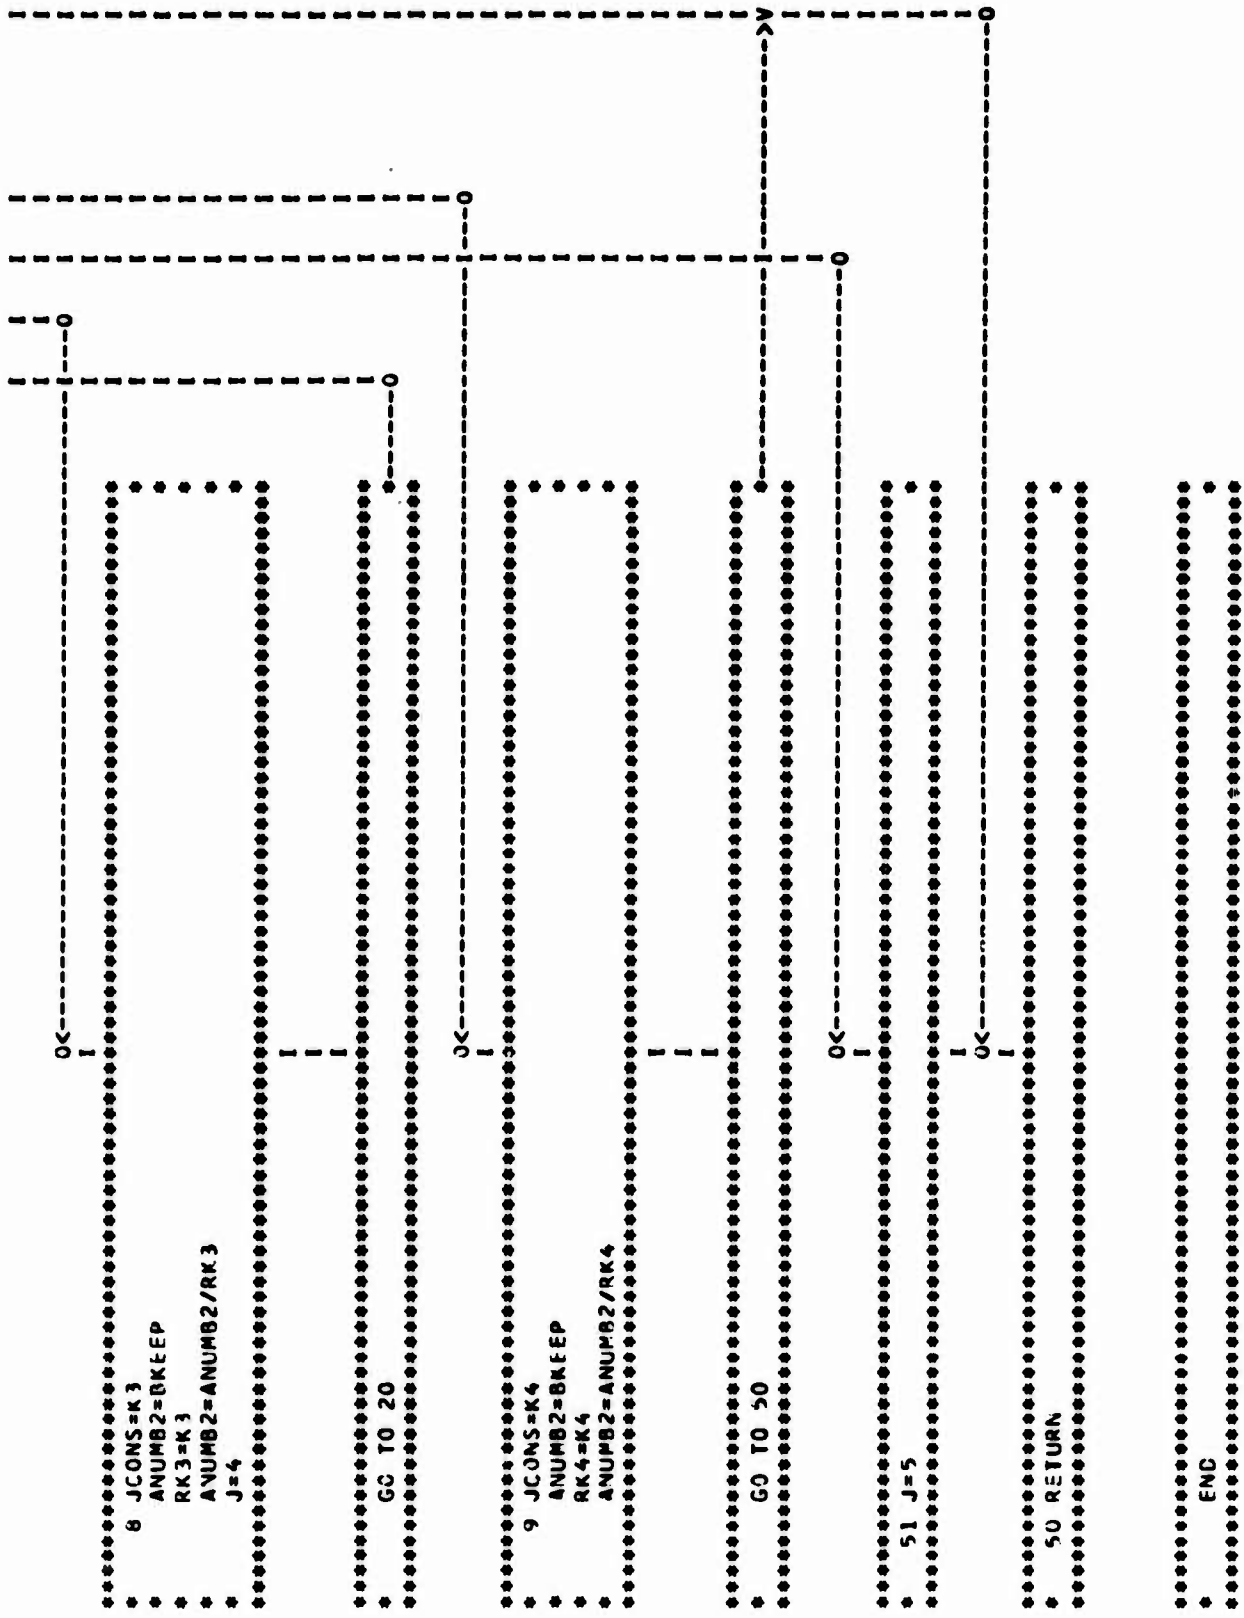 8 JCONS=K3
ANUMB2=BKEEP
RK3=K3
ANUMB2=ANUMB2/RK3
J=4
GO TO 20
9 JCONS=K4
ANUMB2=BKEEP
RK4=K4
ANUMB2=ANUMB2/RK4
GO TO 50
51 J=5
50 RETURN
END